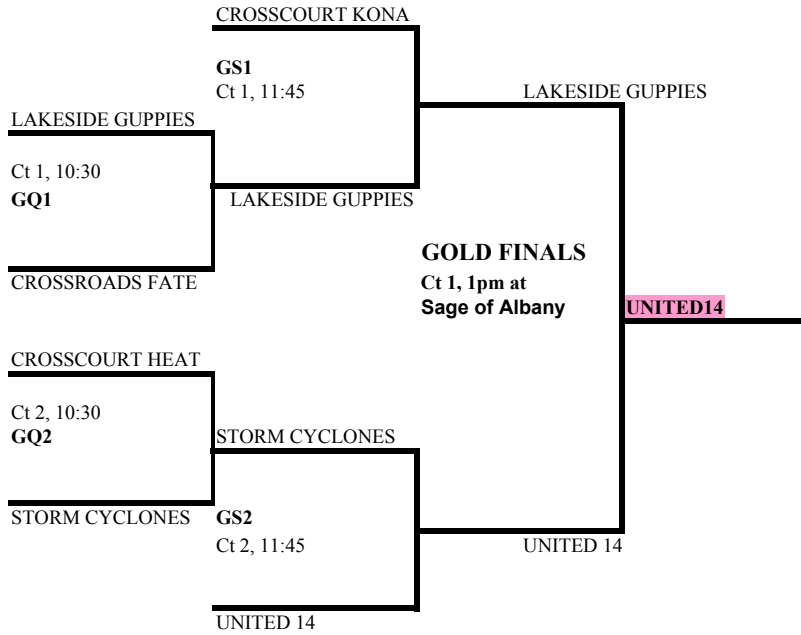 CROSSCOURT KONA
GS1
Ct 1, 11:45
LAKESIDE GUPPIES
LAKESIDE GUPPIES
Ct 1, 10:30
GQ1
LAKESIDE GUPPIES
CROSSROADS FATE
GOLD FINALS
Ct 1, 1pm at
Sage of Albany
UNITED14
CROSSCOURT HEAT
Ct 2, 10:30
GQ2
STORM CYCLONES
STORM CYCLONES
GS2
Ct 2, 11:45
UNITED 14
UNITED 14